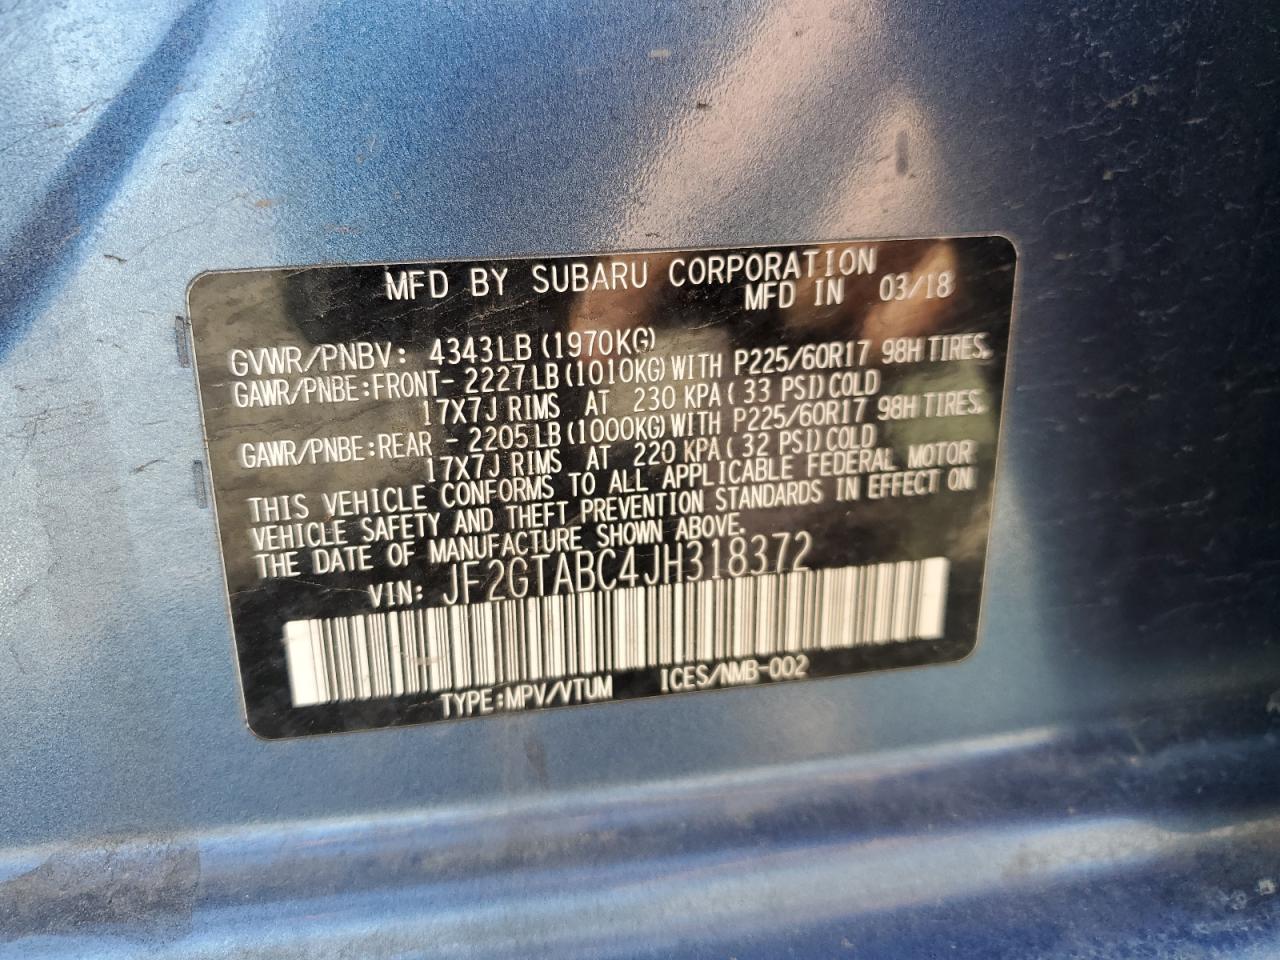 MFD BY SUBARU CORPORATION
MFD IN 03/18
GVWR/PNBV: 4343LB (1970KG)
GAWR/PNBE:FRONT- 2227LB (1010KG) WITH P225/60R17 98H TIRES.
17X7J RIMS AT 230 KPA (33 PSI) COLD
GAWR/PNBE:REAR - 2205LB (1000KG) WITH P225/60R17 98H TIRES.
17X7J RIMS AT 220 KPA (32 PSI) COLD
THIS VEHICLE CONFORMS TO ALL APPLICABLE FEDERAL MOTOR
VEHICLE SAFETY AND THEFT PREVENTION STANDARDS IN EFFECT ON
THE DATE OF MANUFACTURE SHOWN ABOVE.
VIN: JF2GTABC4JH318372
TYPE:MPV/VTUM ICES/NMB-002